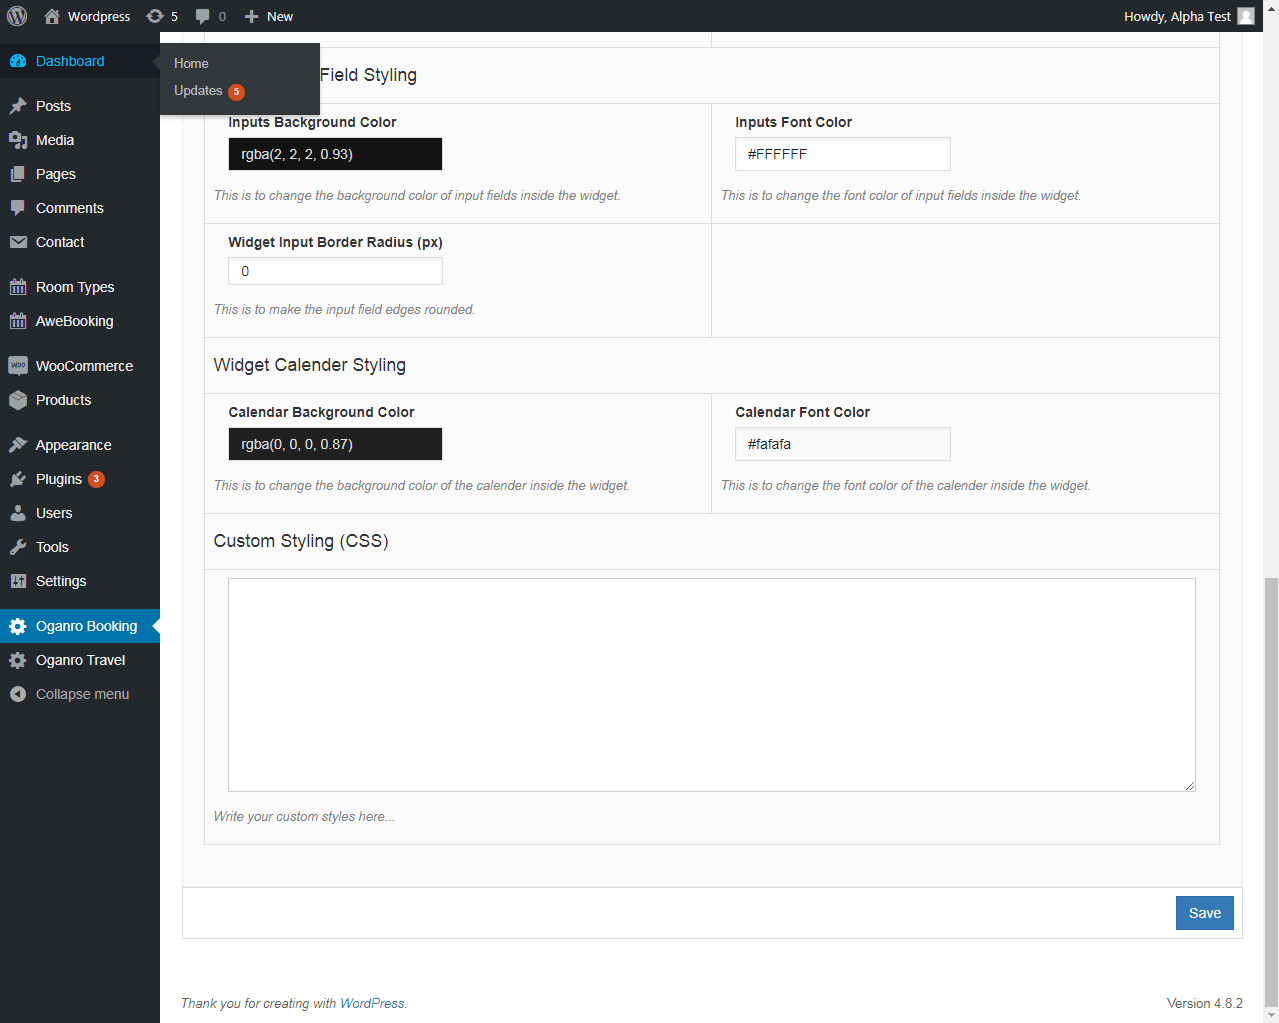 Wordpress 5 0 New Howdy, Alpha Test
Dashboard
Home
Updates 5
Posts
Media
Pages
Comments
Contact
Room Types
AweBooking
WOO WooCommerce
Products
Appearance
Plugins 3
Users
Tools
Settings
Oganro Booking
Oganro Travel
Collapse menu
Field Styling
Inputs Background Color
rgba(2, 2, 2, 0.93)
This is to change the background color of input fields inside the widget.
Inputs Font Color
#FFFFFF
This is to change the font color of input fields inside the widget.
Widget Input Border Radius (px)
0
This is to make the input field edges rounded.
Widget Calender Styling
Calendar Background Color
rgba(0, 0, 0, 0.87)
This is to change the background color of the calender inside the widget.
Calendar Font Color
#fafafa
This is to change the font color of the calender inside the widget.
Custom Styling (CSS)
Write your custom styles here...
Save
Thank you for creating with WordPress.
Version 4.8.2